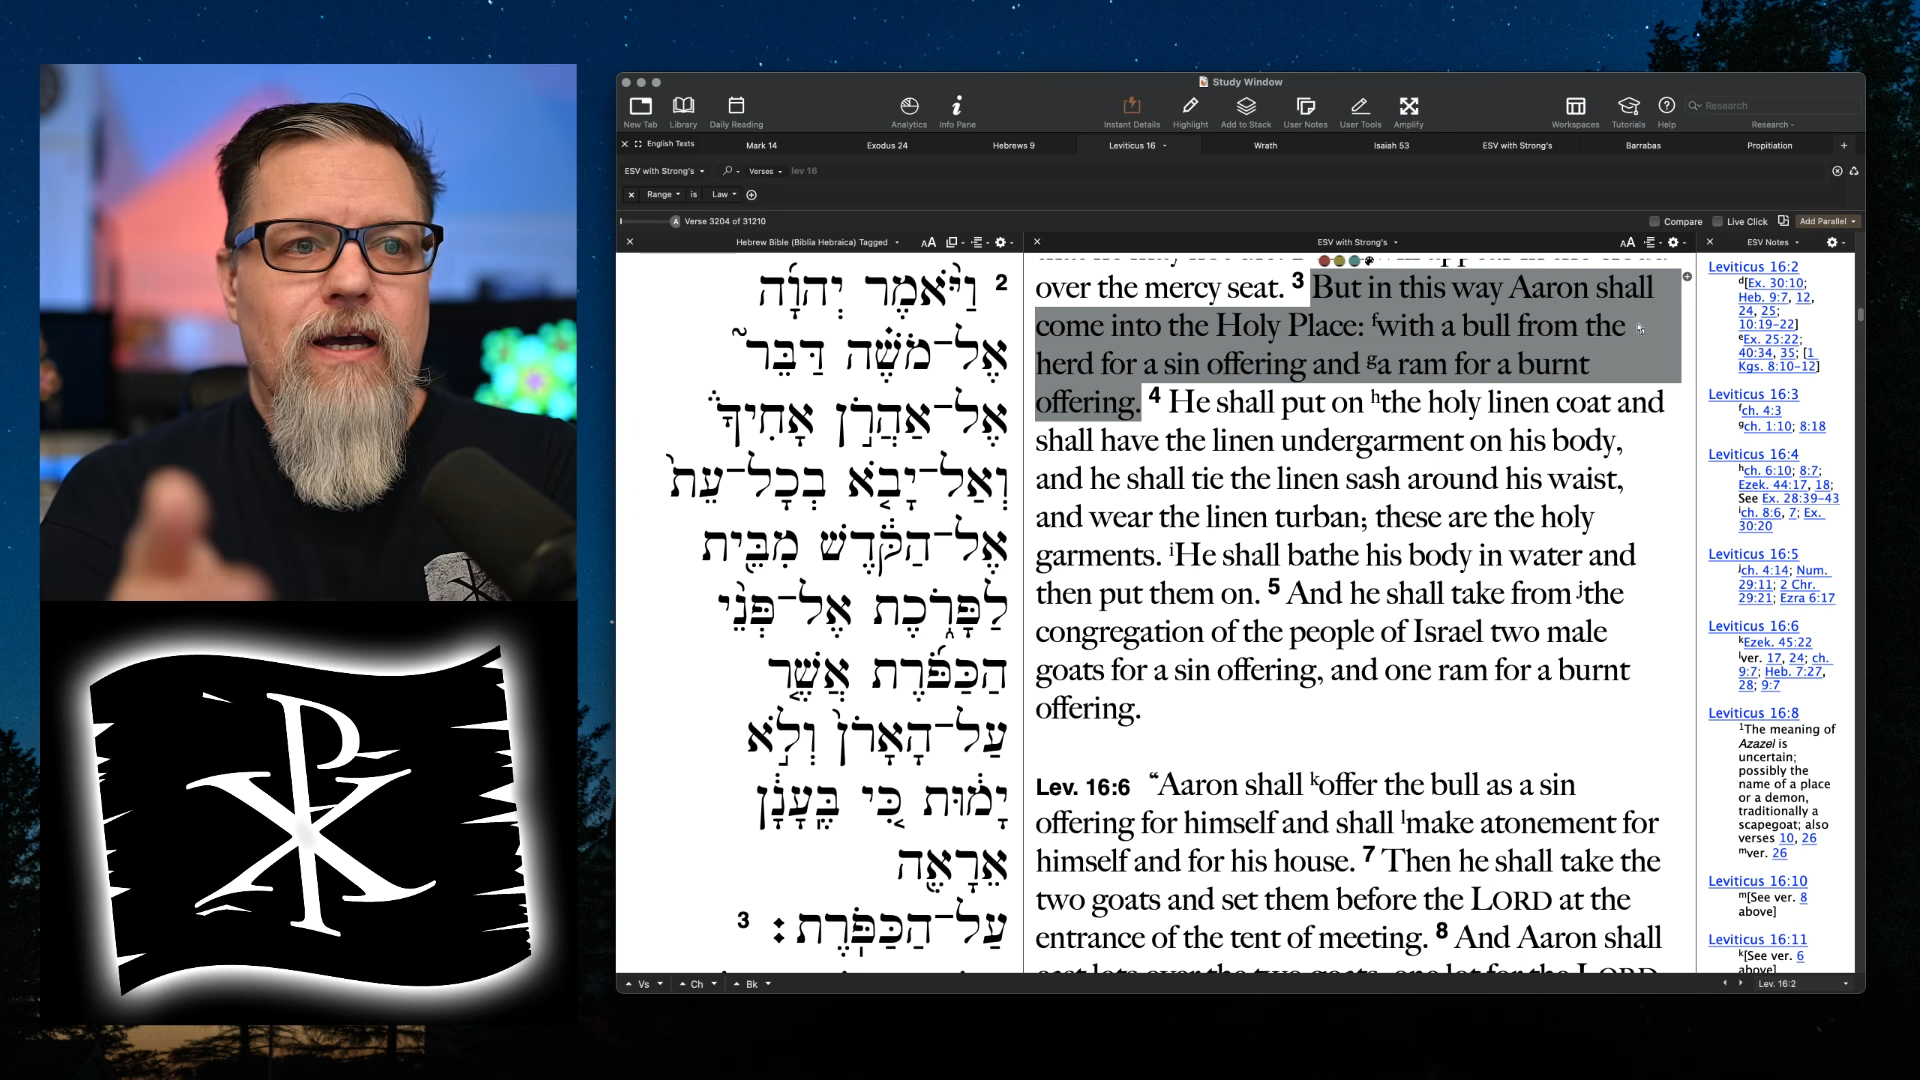 Study Window
New Tab Library Daily Reading Analytics Info Pane Instant Details Highlight Add to Stack User Notes User Tools Amplify Workspaces Tutorials Help Research
Research
English Texts Mark 14 Exodus 24 Hebrews 9 Leviticus 16 Wrath Isaiah 53 ESV with Strong's Barrabas Propitiation
ESV with Strong's Verses lev 16
Range is Law
Verse 3204 of 31210 Compare Live Click Add Parallel
Hebrew Bible (Biblia Hebraica) Tagged
2 וַיֹּאמֶר יְהוָה
אֶל־מֹשֶׁה דַּבֵּר
אֶל־אַהֲרֹן אָחִיךָ
וְאַל־יָבֹא בְכָל־עֵת
אֶל־הַקֹּדֶשׁ מִבֵּית
לַפָּרֹכֶת אֶל־פְּנֵי
הַכַּפֹּרֶת אֲשֶׁר
עַל־הָאָרֹן וְלֹא
יָמוּת כִּי בֶּעָנָן
אֵרָאֶה
עַל־הַכַּפֹּרֶת׃ 3
ESV with Strong's
over the mercy seat. 3 But in this way Aaron shall
come into the Holy Place: fwith a bull from the
herd for a sin offering and ga ram for a burnt
offering. 4 He shall put on hthe holy linen coat and
shall have the linen undergarment on his body,
and he shall tie the linen sash around his waist,
and wear the linen turban; these are the holy
garments. iHe shall bathe his body in water and
then put them on. 5 And he shall take from jthe
congregation of the people of Israel two male
goats for a sin offering, and one ram for a burnt
offering.
Lev. 16:6 “Aaron shall koffer the bull as a sin
offering for himself and shall lmake atonement for
himself and for his house. 7 Then he shall take the
two goats and set them before the LORD at the
entrance of the tent of meeting. 8 And Aaron shall
cast lots over the two goats, one lot for the LORD
ESV Notes
Leviticus 16:2
d[Ex. 30:10;
Heb. 9:7, 12,
24, 25;
10:19–22]
eEx. 25:22;
40:34, 35; [1
Kgs. 8:10–12]
Leviticus 16:3
fch. 4:3
gch. 1:10; 8:18
Leviticus 16:4
hch. 6:10; 8:7;
Ezek. 44:17, 18;
See Ex. 28:39–43
ich. 8:6, 7; Ex.
30:20
Leviticus 16:5
jch. 4:14; Num.
29:11; 2 Chr.
29:21; Ezra 6:17
Leviticus 16:6
kEzek. 45:22
lver. 17, 24; ch.
9:7; Heb. 7:27,
28; 9:7
Leviticus 16:8
1The meaning of
Azazel is
uncertain;
possibly the
name of a place
or a demon,
traditionally a
scapegoat; also
verses 10, 26
mver. 26
Leviticus 16:10
m[See ver. 8
above]
Leviticus 16:11
k[See ver. 6
above]
Vs Ch Bk Lev. 16:2